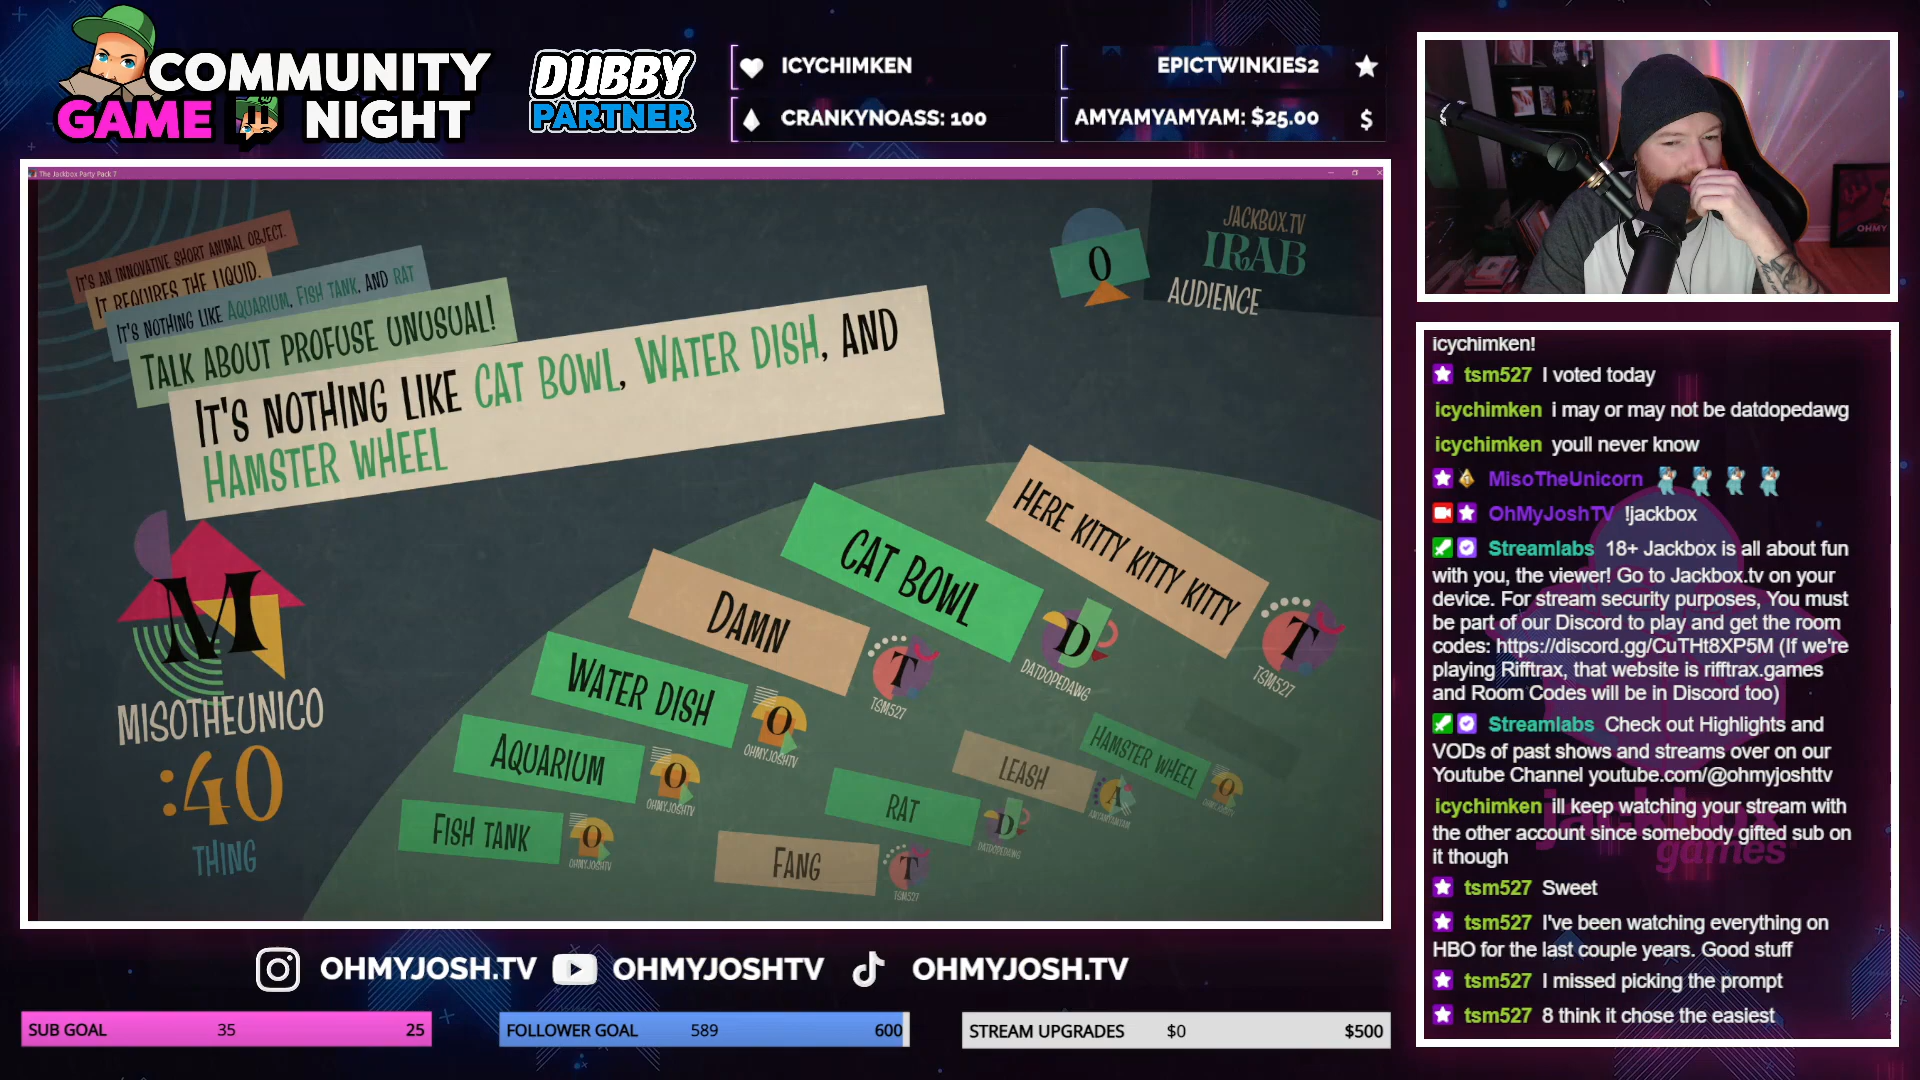 COMMUNITY
GAME NIGHT
DUBBY
PARTNER
ICYCHIMKEN
CRANKYNOASS: 100
EPICTWINKIES2
AMYAMYAMYAM: $25.00
$
The Jackbox Party Pack 7
IT'S AN INNOVATIVE SHORT ANIMAL OBJECT.
IT REQUIRES THE LIQUID.
IT'S NOTHING LIKE AQUARIUM, FISH TANK, AND RAT
TALK ABOUT PROFUSE UNUSUAL!
IT'S NOTHING LIKE CAT BOWL, WATER DISH, AND
HAMSTER WHEEL
0
JACKBOX.TV
IRAB
AUDIENCE
HERE KITTY KITTY KITTY
T
TSM527
CAT BOWL
D
DATDOPEDAWG
DAMN
T
TSM527
WATER DISH
O
OHMYJOSHTV
AQUARIUM
O
OHMYJOSHTV
FISH TANK
O
OHMYJOSHTV
HAMSTER WHEEL
O
OHMYJOSHTV
LEASH
A
AMYAMYAMYAM
RAT
D
DATDOPEDAWG
FANG
T
TSM527
M
MISOTHEUNICO
:40
THING
OHMY
icychimken!
tsm527 I voted today
icychimken i may or may not be datdopedawg
icychimken youll never know
MisoTheUnicorn
OhMyJoshTV !jackbox
Streamlabs 18+ Jackbox is all about fun
with you, the viewer! Go to Jackbox.tv on your
device. For stream security purposes, You must
be part of our Discord to play and get the room
codes: https://discord.gg/CuTHt8XP5M (If we're
playing Rifftrax, that website is rifftrax.games
and Room Codes will be in Discord too)
Streamlabs Check out Highlights and
VODs of past shows and streams over on our
Youtube Channel youtube.com/@ohmyjoshttv
icychimken ill keep watching your stream with
the other account since somebody gifted sub on
it though
jackbox
games
tsm527 Sweet
tsm527 I've been watching everything on
HBO for the last couple years. Good stuff
tsm527 I missed picking the prompt
tsm527 8 think it chose the easiest
OHMYJOSH.TV OHMYJOSHTV OHMYJOSH.TV
SUB GOAL 35 25
FOLLOWER GOAL 589 600
STREAM UPGRADES $0 $500